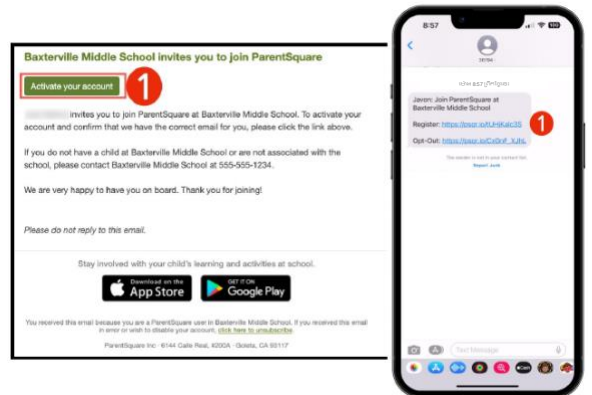 Baxterville Middle School invites you to join ParentSquare
Activate your account
1
invites you to join ParentSquare at Baxterville Middle School. To activate your
account and confirm that we have the correct email for you, please click the link above.
If you do not have a child at Baxterville Middle School or are not associated with the
school, please contact Baxterville Middle School at 555-555-1234.
We are very happy to have you on board. Thank you for joining!
Please do not reply to this email.
Stay involved with your child's learning and activities at school.
Download on the
App Store
GET IT ON
Google Play
You received this email because you are a ParentSquare user in Baxterville Middle School. If you received this email
in error or wish to disable your account, click here to unsubscribe.
ParentSquare Inc · 6144 Calle Real, #200A · Goleta, CA 93117
8:57
Javon: Join ParentSquare at
Baxterville Middle School
Register:
1
Opt-Out:
The sender is not in your contact list.
Report Junk
Text Message